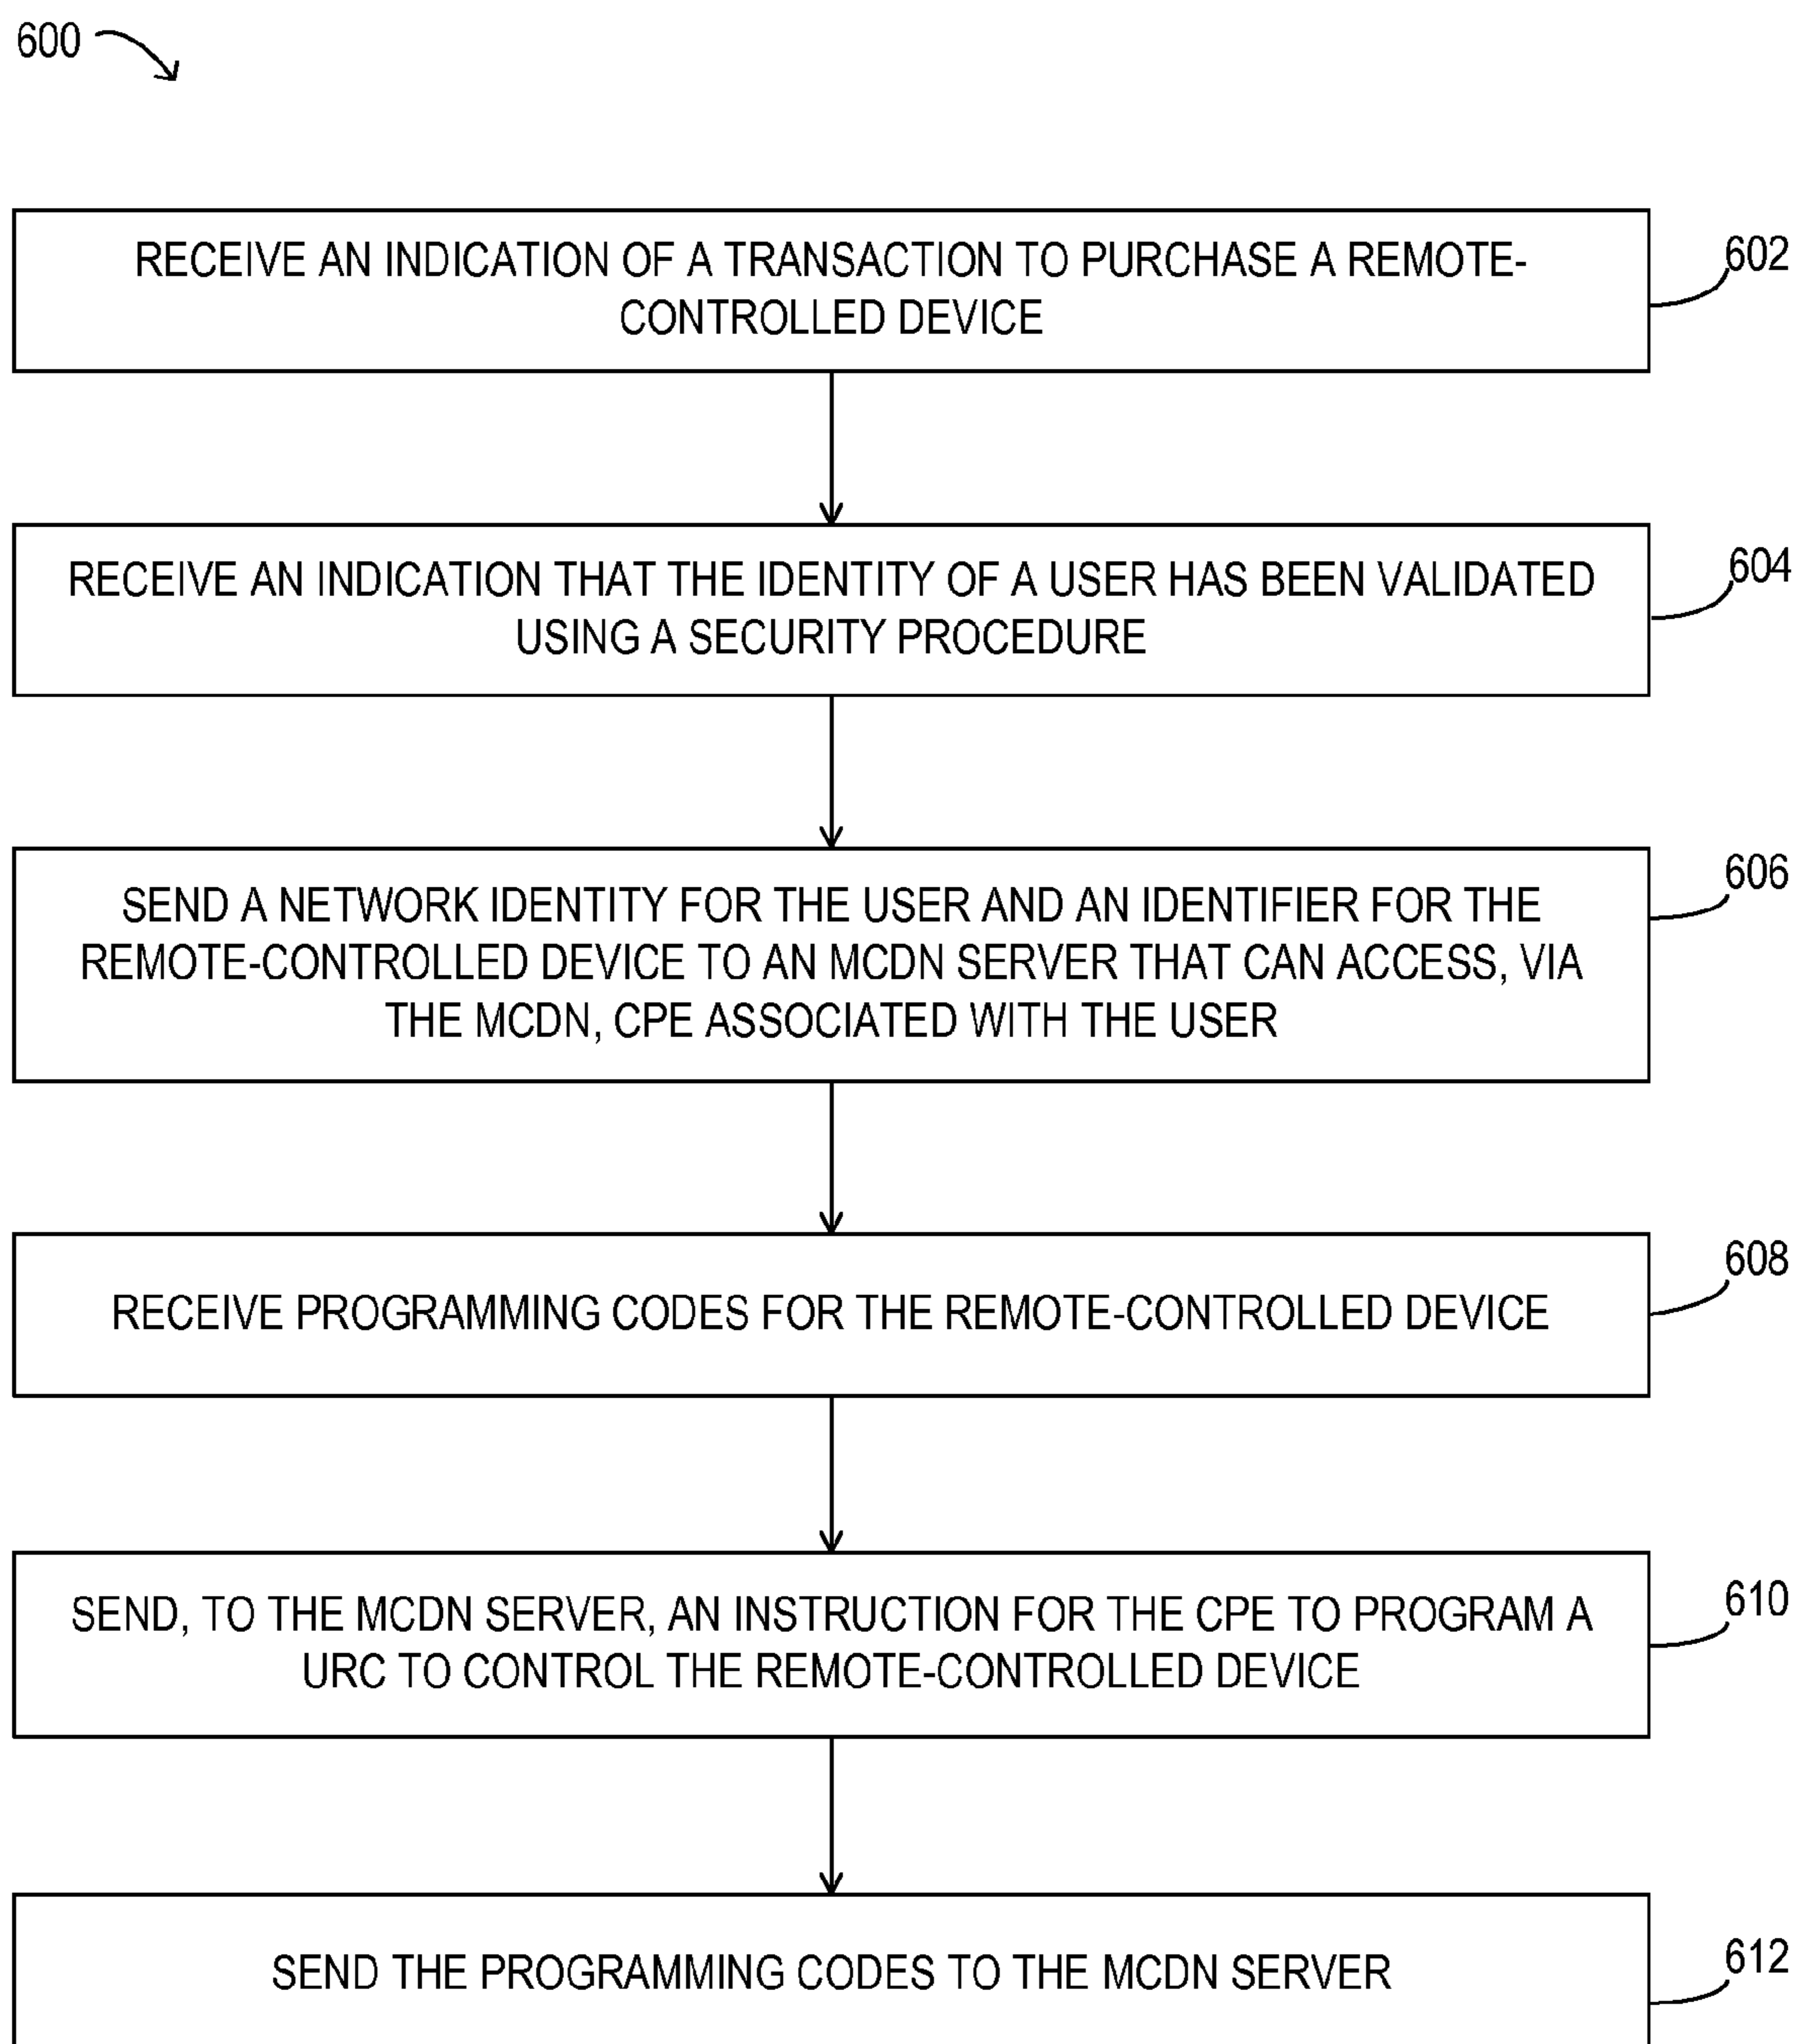 600
RECEIVE AN INDICATION OF A TRANSACTION TO PURCHASE A REMOTE-
CONTROLLED DEVICE
602
RECEIVE AN INDICATION THAT THE IDENTITY OF A USER HAS BEEN VALIDATED
USING A SECURITY PROCEDURE
604
SEND A NETWORK IDENTITY FOR THE USER AND AN IDENTIFIER FOR THE
REMOTE-CONTROLLED DEVICE TO AN MCDN SERVER THAT CAN ACCESS, VIA
THE MCDN, CPE ASSOCIATED WITH THE USER
606
RECEIVE PROGRAMMING CODES FOR THE REMOTE-CONTROLLED DEVICE
608
SEND, TO THE MCDN SERVER, AN INSTRUCTION FOR THE CPE TO PROGRAM A
URC TO CONTROL THE REMOTE-CONTROLLED DEVICE
610
SEND THE PROGRAMMING CODES TO THE MCDN SERVER
612